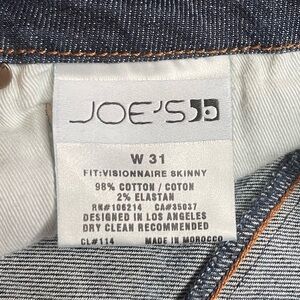 JOE'S
W 31
FIT:VISIONNAIRE SKINNY
98% COTTON / COTON
2% ELASTAN
RN#106214 CA#35037
DESIGNED IN LOS ANGELES
DRY CLEAN RECOMMENDED
CL#114 MADE IN MOROCCO